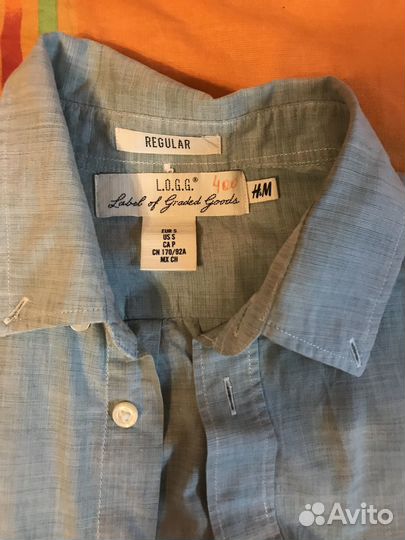 REGULAR
L.O.G.G.® 400
Label of Graded Goods
H&M
EUR S
US S
CA P
CN 170/92A
MX CH
Avito